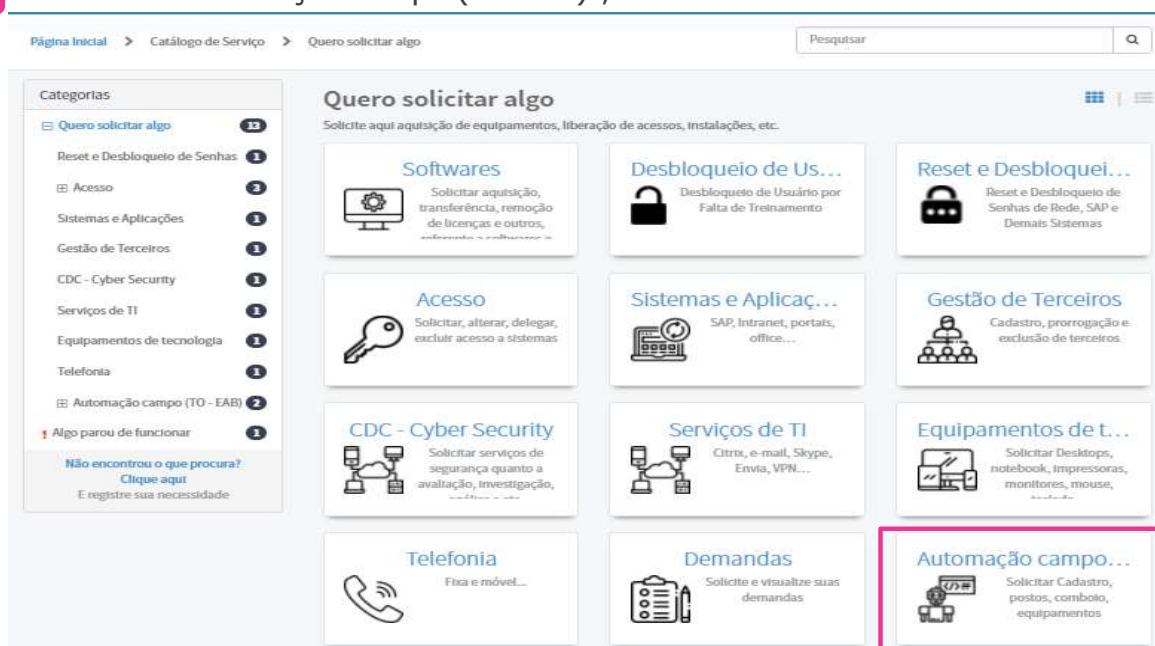 Página Inicial > Catálogo de Serviço > Quero solicitar algo
Pesquisar
Categorias
Quero solicitar algo 13
Reset e Desbloqueio de Senhas 1
Acesso 3
Sistemas e Aplicações 1
Gestão de Terceiros 1
CDC - Cyber Security 1
Serviços de TI 1
Equipamentos de tecnologia 1
Telefonia 1
Automação campo (TO - EAB) 2
! Algo parou de funcionar 1
Não encontrou o que procura?
Clique aqui
E registre sua necessidade
Quero solicitar algo
Solicite aqui aquisição de equipamentos, liberação de acessos, instalações, etc.
Softwares
Solicitar aquisição,
transferência, remoção
de licenças e outros,
referente a softwares e
Desbloqueio de Us...
Desbloqueio de Usuário por
Falta de Treinamento
Reset e Desbloquei...
Reset e Desbloqueio de
Senhas de Rede, SAP e
Demais Sistemas
Acesso
Solicitar, alterar, delegar,
excluir acesso a sistemas
Sistemas e Aplicaç...
SAP, Intranet, portais,
office...
Gestão de Terceiros
Cadastro, prorrogação e
exclusão de terceiros
CDC - Cyber Security
Solicitar serviços de
segurança quanto a
avaliação, investigação,
Serviços de TI
Citrix, e-mail, Skype,
Envia, VPN...
Equipamentos de t...
Solicitar Desktops,
notebook, impressoras,
monitores, mouse,
Telefonia
Fixa e móvel...
Demandas
Solicite e visualize suas
demandas
Automação campo...
Solicitar Cadastro,
postos, comboio,
equipamentos